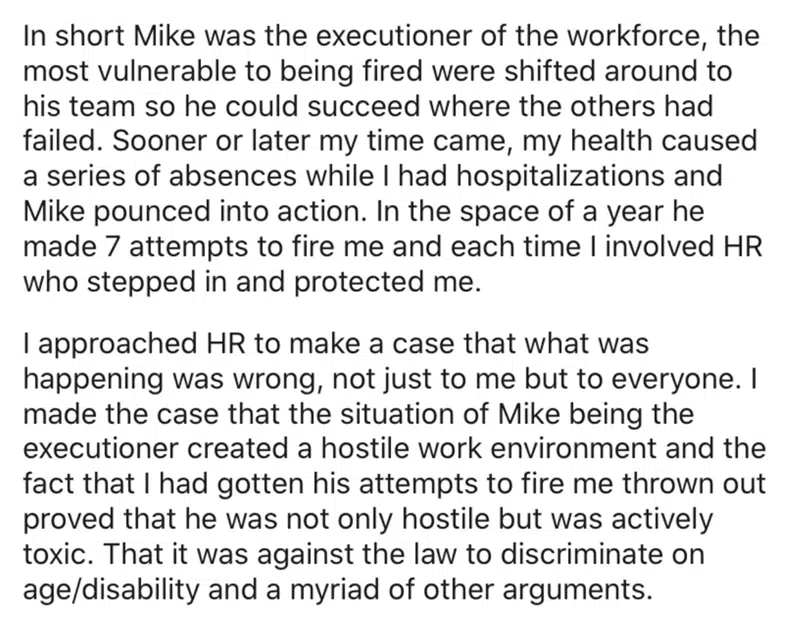 In short Mike was the executioner of the workforce, the
most vulnerable to being fired were shifted around to
his team so he could succeed where the others had
failed. Sooner or later my time came, my health caused
a series of absences while I had hospitalizations and
Mike pounced into action. In the space of a year he
made 7 attempts to fire me and each time I involved HR
who stepped in and protected me.
I approached HR to make a case that what was
happening was wrong, not just to me but to everyone. I
made the case that the situation of Mike being the
executioner created a hostile work environment and the
fact that I had gotten his attempts to fire me thrown out
proved that he was not only hostile but was actively
toxic. That it was against the law to discriminate on
age/disability and a myriad of other arguments.